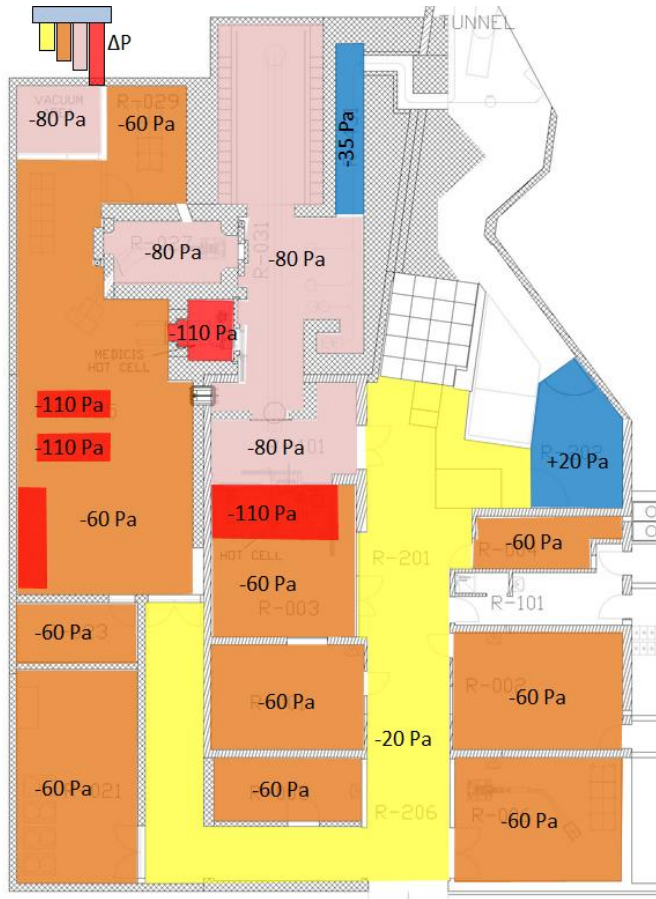 ΔP
TUNNEL
VACUUM
R-029
-80 Pa
-60 Pa
-35 Pa
R-027
-80 Pa
R-031
-80 Pa
-110 Pa
MEDICIS
HOT CELL
-110 Pa
-110 Pa
-80 Pa
+20 Pa
-60 Pa
-110 Pa
HOT CELL
R-201
-60 Pa
R-004
R-101
-60 Pa
R-003
-60 Pa
R-002
-60 Pa
-60 Pa
-20 Pa
-60 Pa
R-021
-60 Pa
R-206
-60 Pa